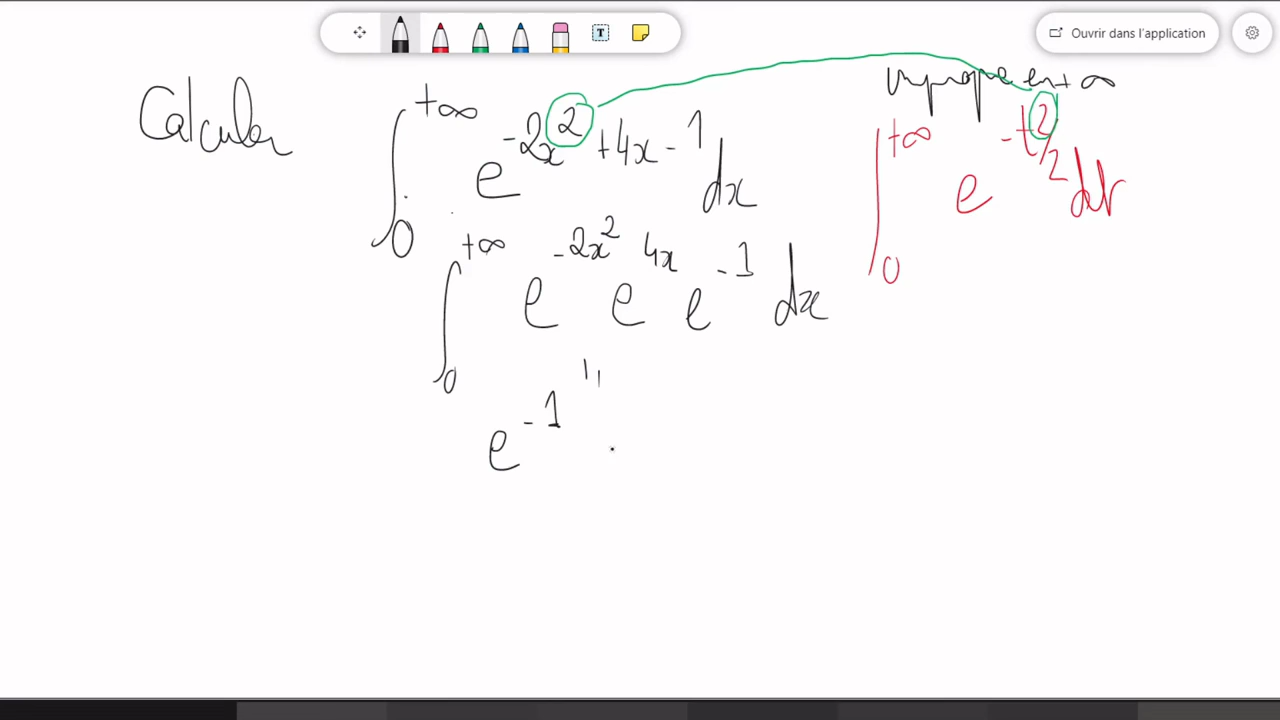 Ouvrir dans l'application
Calculer ∫₀^{+∞} e^{-2x²+4x-1} dx
impropre en +∞
∫₀^{+∞} e^{-t²/2} dt
∫₀^{+∞} e^{-2x²} e^{4x} e^{-1} dx
"
e^{-1}